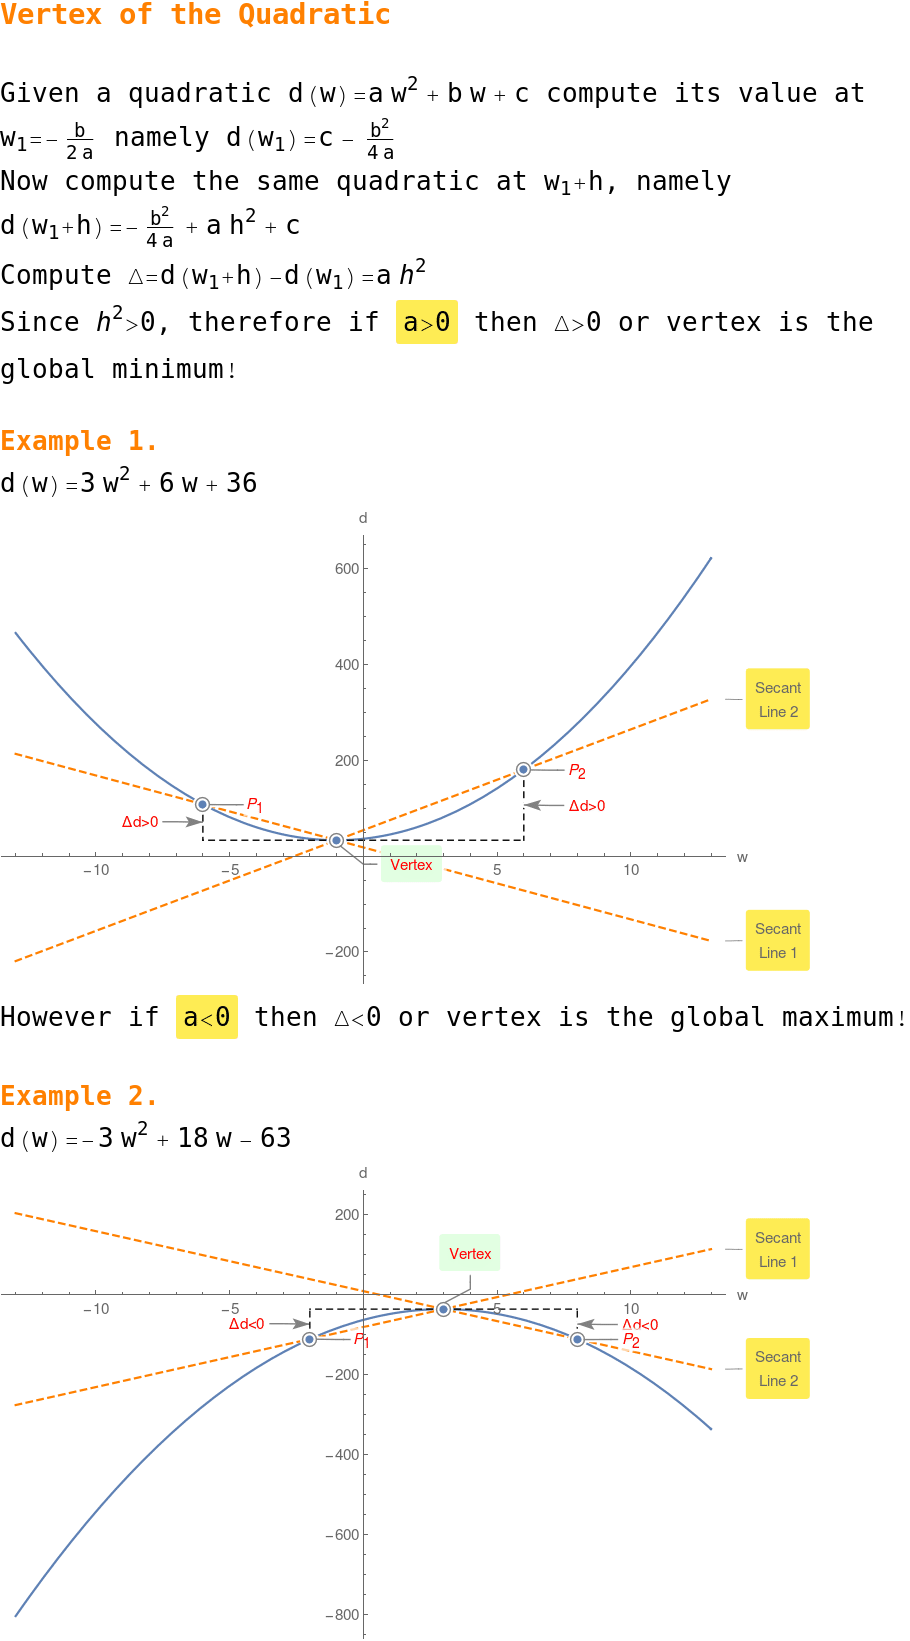 Vertex of the Quadratic
Given a quadratic d(w)=a w² + b w + c compute its value at
w₁=- b/(2 a) namely d(w₁)=c - b²/(4 a)
Now compute the same quadratic at w₁+h, namely
d(w₁+h)=- b²/(4 a) + a h² + c
Compute Δ=d(w₁+h)-d(w₁)=a h²
Since h²>0, therefore if a>0 then Δ>0 or vertex is the
global minimum!
Example 1.
d(w)=3 w² + 6 w + 36
d
600
400
Secant
Line 2
200
P₂
P₁
Δd>0
Δd>0
Vertex
w
-10
-5
5
10
Secant
Line 1
-200
However if a<0 then Δ<0 or vertex is the global maximum!
Example 2.
d(w)=-3 w² + 18 w - 63
d
200
Secant
Line 1
Vertex
w
-10
-5
5
10
Δd<0
Δd<0
P₁
P₂
Secant
Line 2
-200
-400
-600
-800